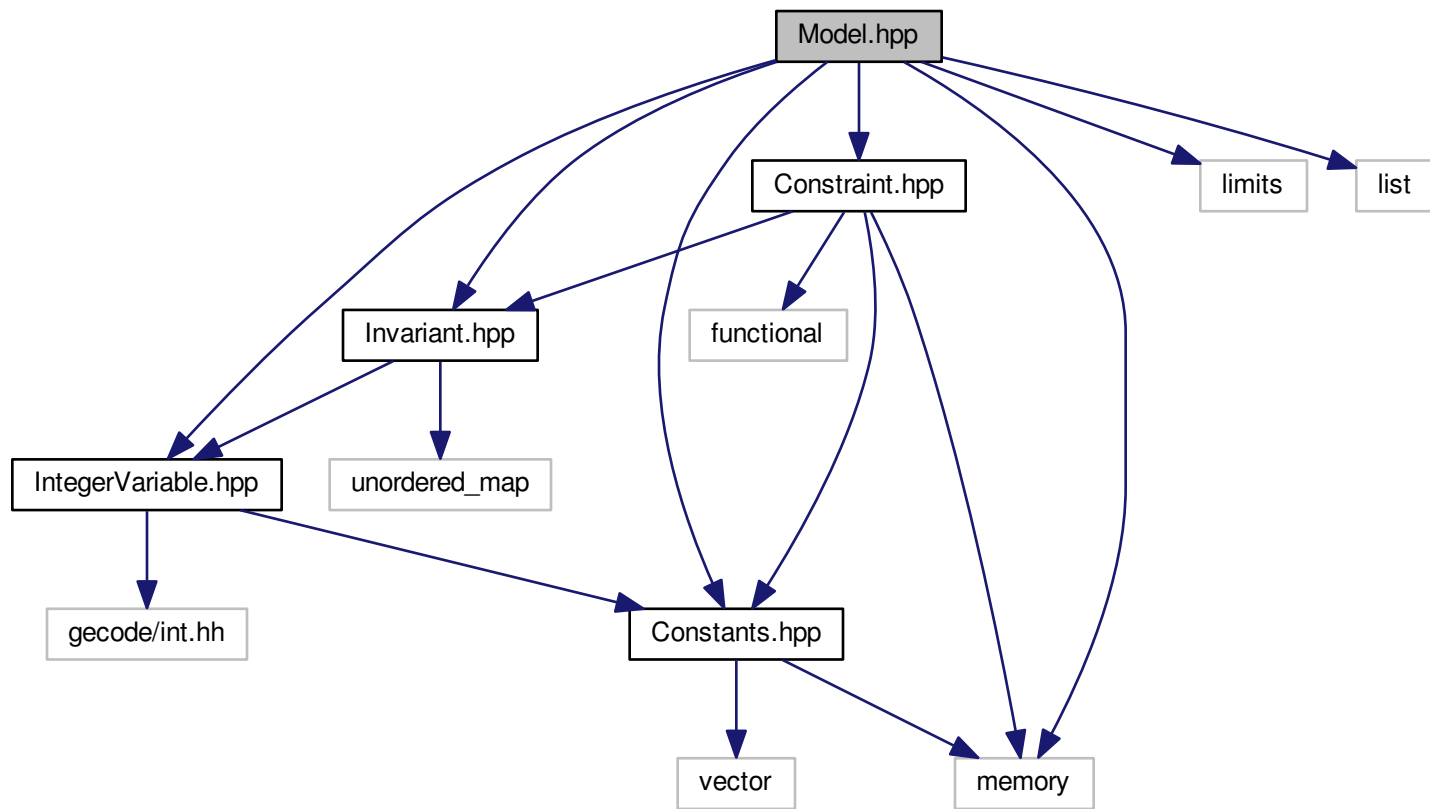 Model.hpp
Constraint.hpp
limits
list
Invariant.hpp
functional
IntegerVariable.hpp
unordered_map
gecode/int.hh
Constants.hpp
vector
memory